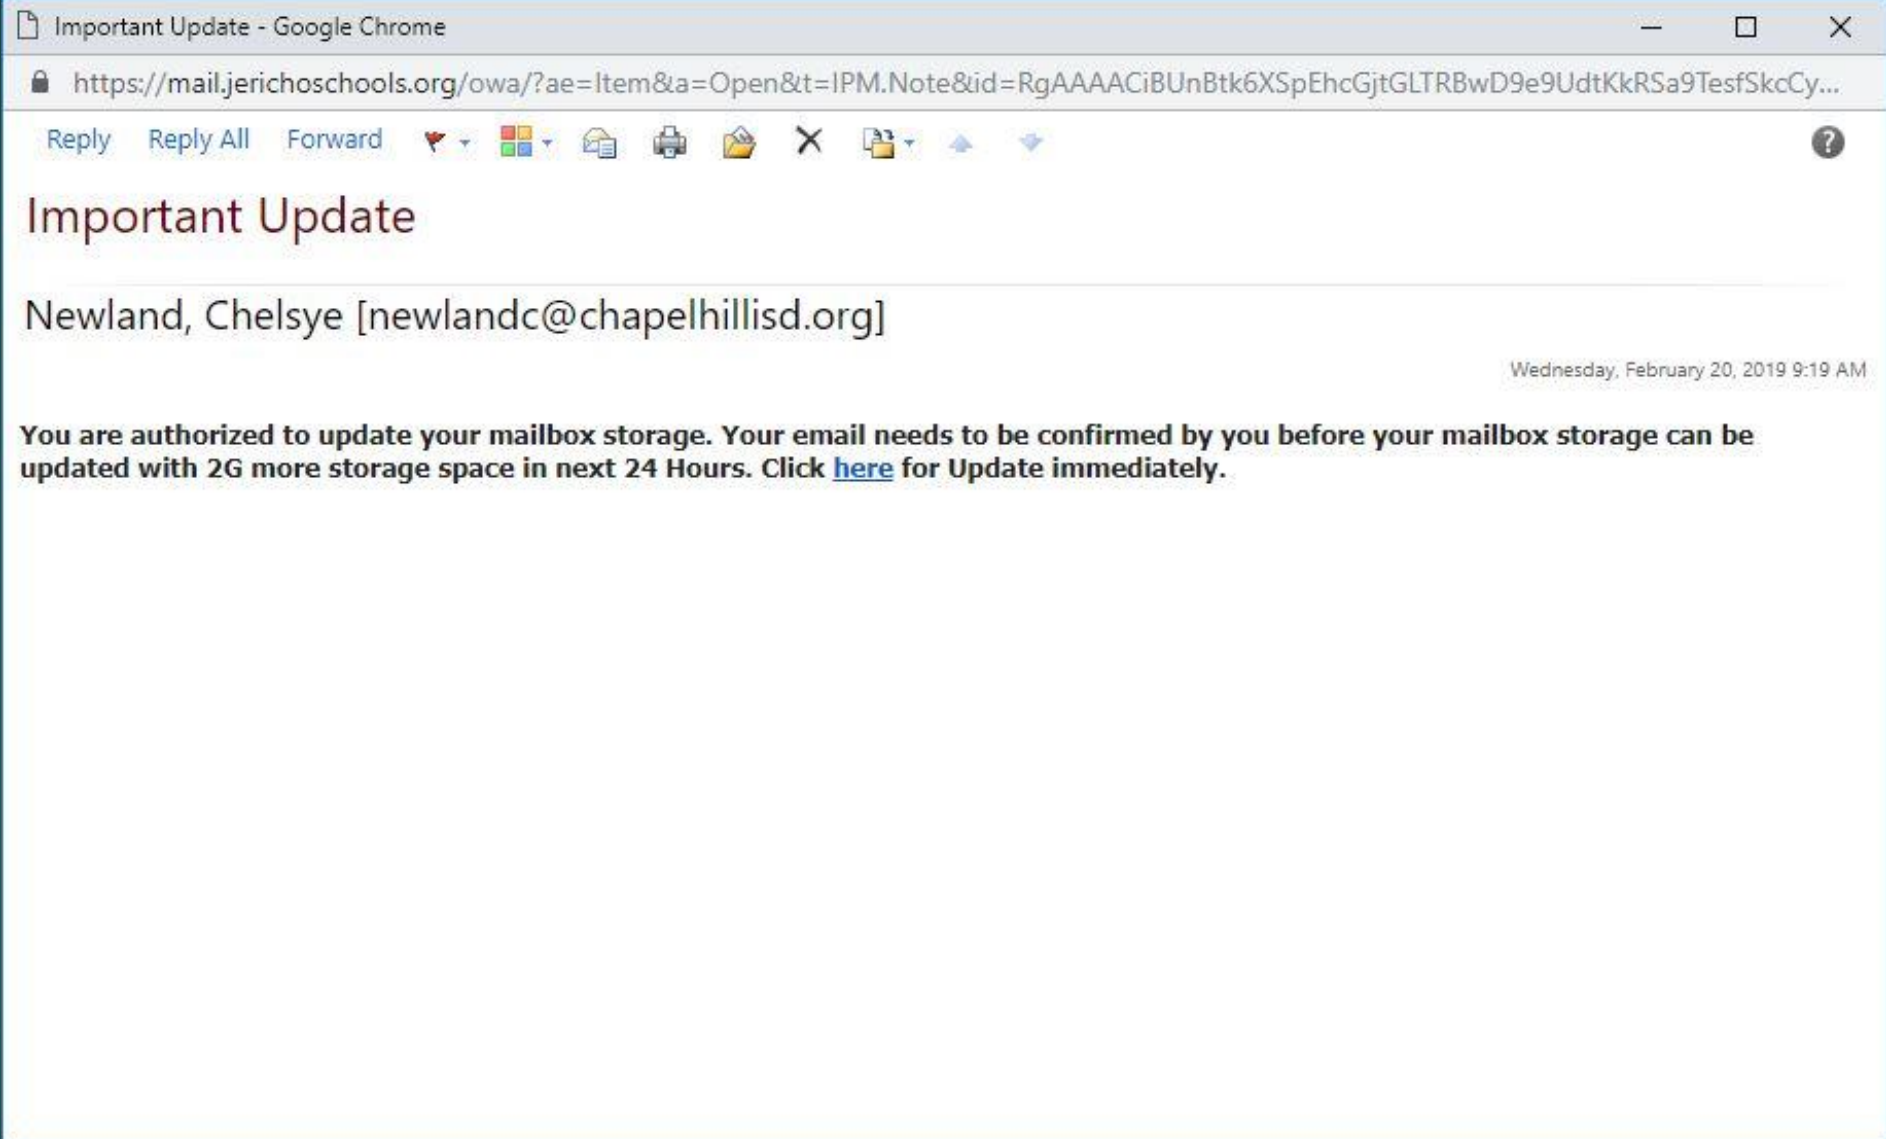 Important Update - Google Chrome
https://mail.jerichoschools.org/owa/?ae=Item&a=Open&t=IPM.Note&id=RgAAAACiBUnBtk6XSpEhcGjtGLTRBwD9e9UdtKkRSa9TesfSkcCy...
Reply Reply All Forward
Important Update
Newland, Chelsye [newlandc@chapelhillisd.org]
Wednesday, February 20, 2019 9:19 AM
You are authorized to update your mailbox storage. Your email needs to be confirmed by you before your mailbox storage can be
updated with 2G more storage space in next 24 Hours. Click here for Update immediately.